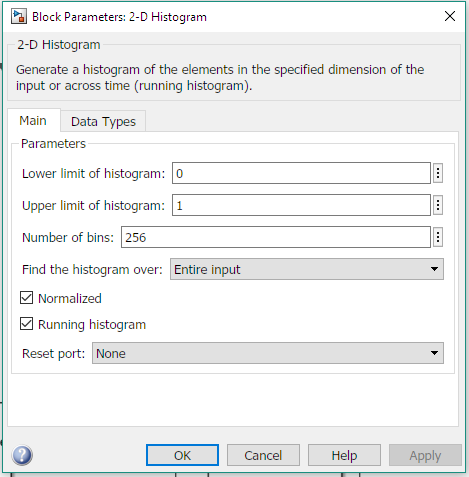 Block Parameters: 2-D Histogram
2-D Histogram
Generate a histogram of the elements in the specified dimension of the
input or across time (running histogram).
Main Data Types
Parameters
Lower limit of histogram: 0
Upper limit of histogram: 1
Number of bins: 256
Find the histogram over: Entire input
Normalized
Running histogram
Reset port: None
? OK Cancel Help Apply